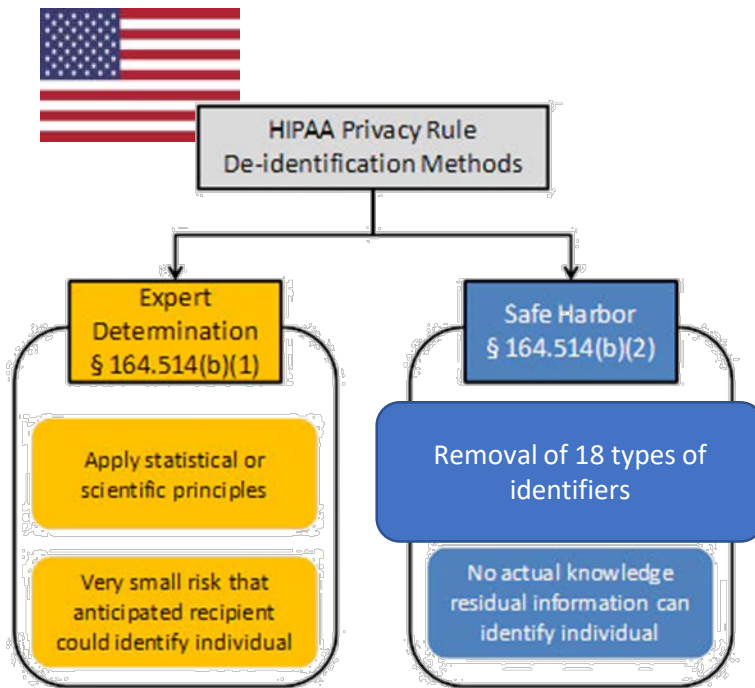 HIPAA Privacy Rule
De-identification Methods
Expert
Determination
§ 164.514(b)(1)
Apply statistical or
scientific principles
Very small risk that
anticipated recipient
could identify individual
Safe Harbor
§ 164.514(b)(2)
Removal of 18 types of
identifiers
No actual knowledge
residual information can
identify individual